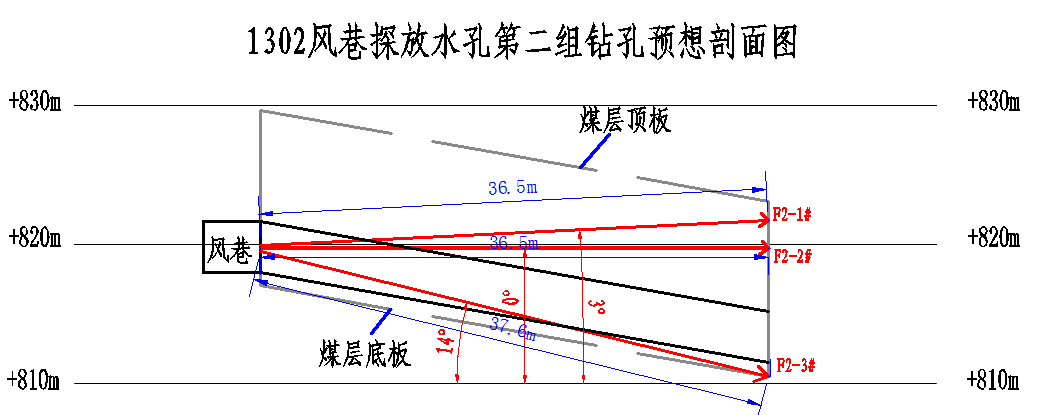 1302风巷探放水孔第二组钻孔预想剖面图
+830m
+830m
煤层顶板
36.5m
F2-1#
+820m
风巷
36.5m
F2-2#
+820m
0°
3°
14°
37.6m
煤层底板
F2-3#
+810m
+810m